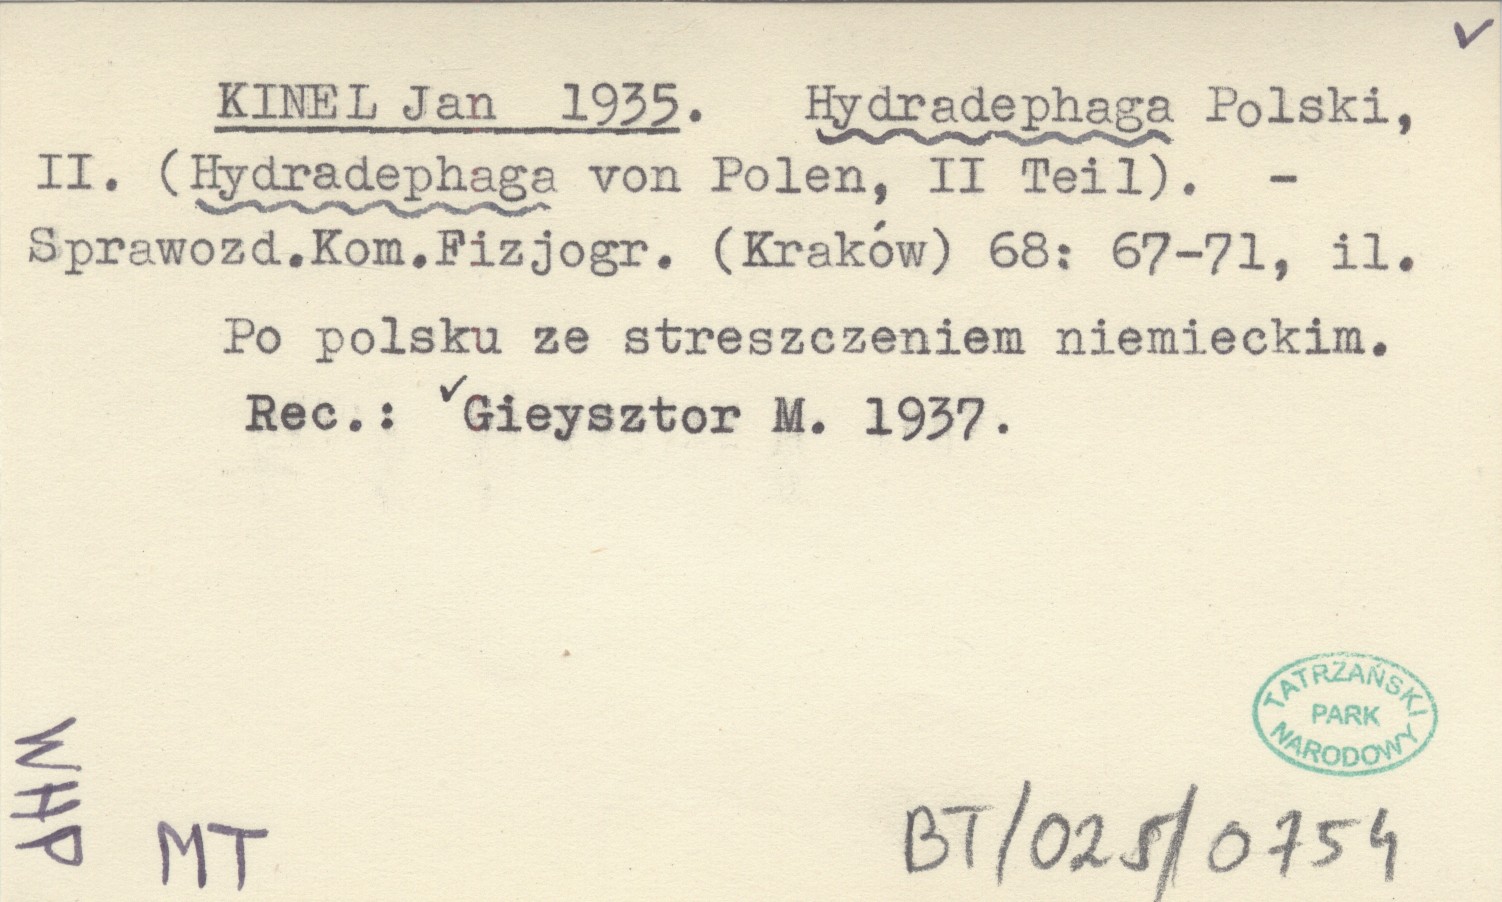 KINEL Jan 1935. Hydradephaga Polski,
II. (Hydradephaga von Polen, II Teil). -
Sprawozd.Kom.Fizjogr. (Kraków) 68: 67-71, il.
Po polsku ze streszczeniem niemieckim.
Rec.: ✓Gieysztor M. 1937.
TATRZAŃSKI
PARK
NARODOWY
WHP
MT
BT/025/0754